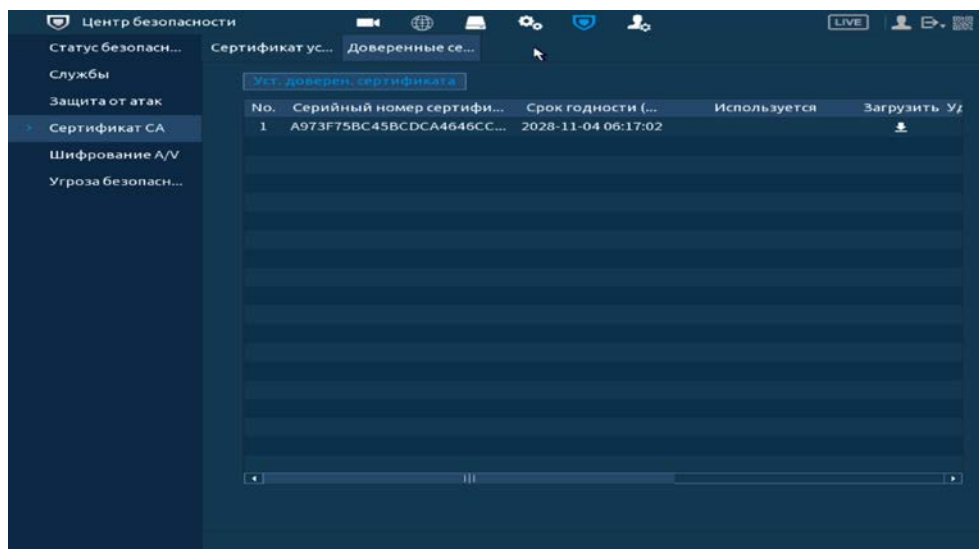 Центр безопасности LIVE
Статус безопасн... Сертификат ус... Доверенные се...
Службы
Уст. доверен. сертификата
Защита от атак
No. Серийный номер сертифи... Срок годности (... Используется Загрузить Уд
Сертификат CA
1 A973F75BC45BCDCA4646CC... 2028-11-04 06:17:02
Шифрование A/V
Угроза безопасн...